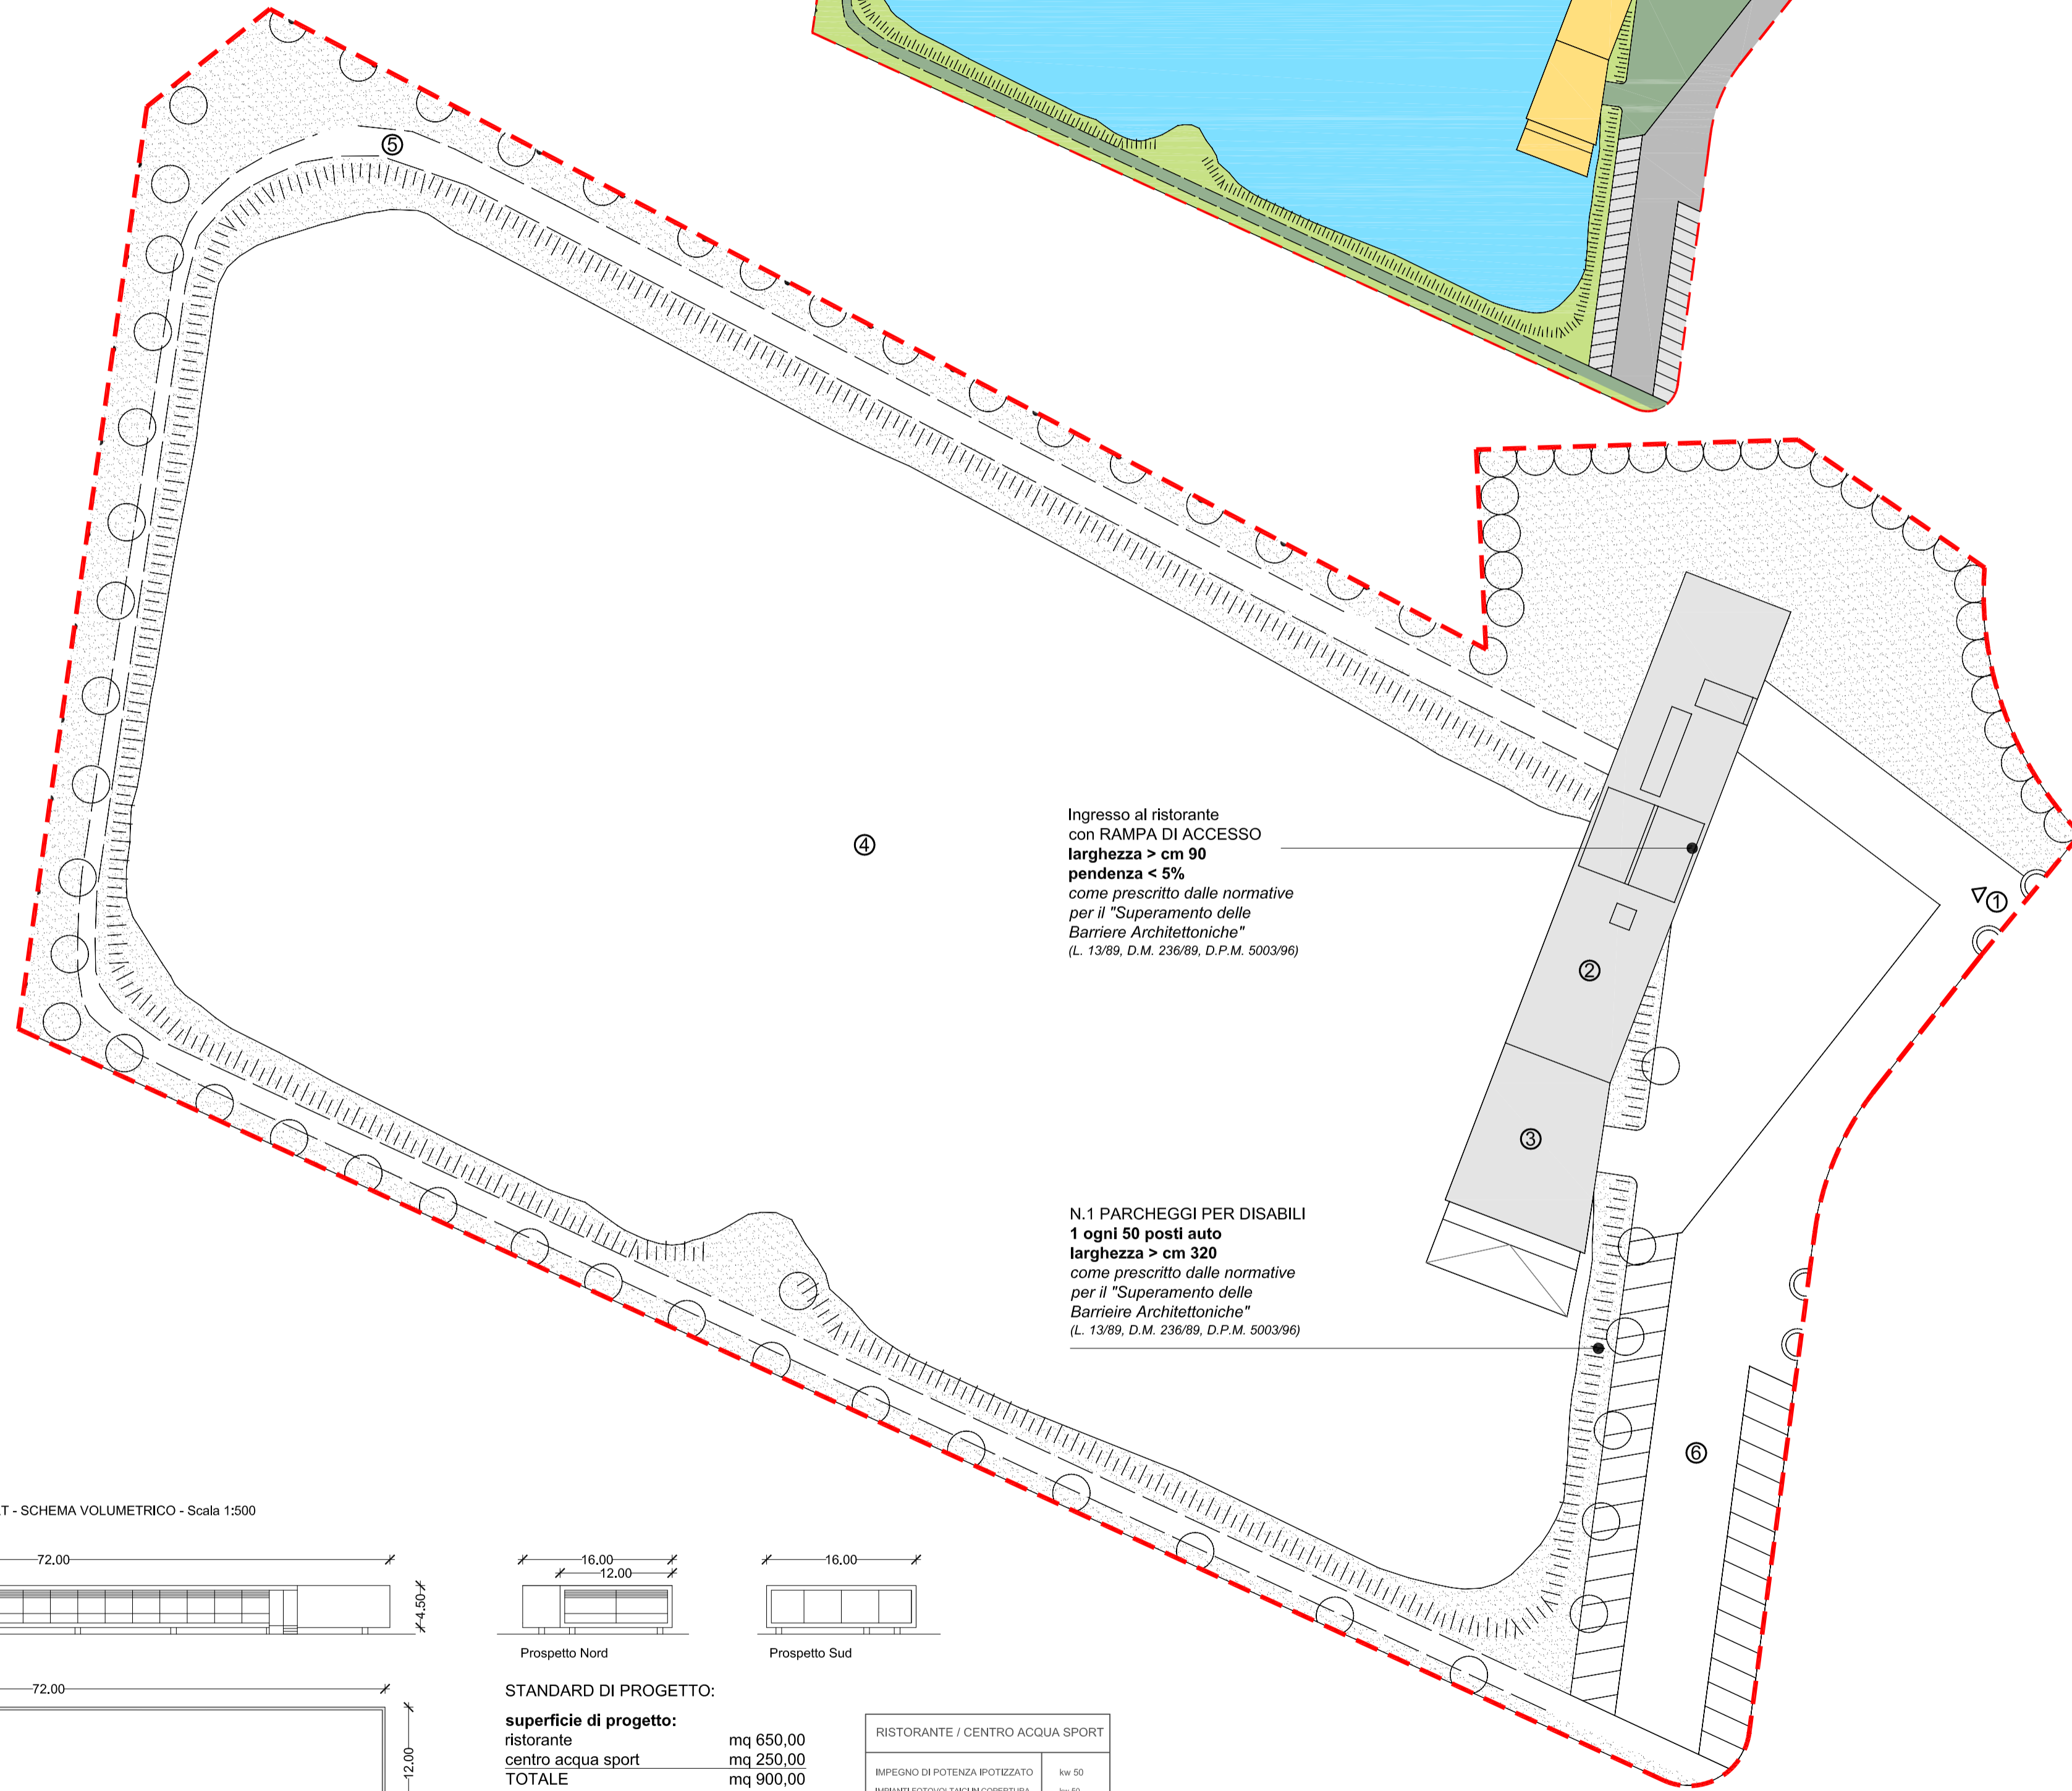 ⑤
④
Ingresso al ristorante
con RAMPA DI ACCESSO
larghezza > cm 90
pendenza < 5%
come prescritto dalle normative
per il "Superamento delle
Barriere Architettoniche"
(L. 13/89, D.M. 236/89, D.P.M. 5003/96)
①
②
③
N.1 PARCHEGGI PER DISABILI
1 ogni 50 posti auto
larghezza > cm 320
come prescritto dalle normative
per il "Superamento delle
Barrieire Architettoniche"
(L. 13/89, D.M. 236/89, D.P.M. 5003/96)
⑥
T - SCHEMA VOLUMETRICO - Scala 1:500
72.00
4.50
16.00
12.00
Prospetto Nord
16.00
Prospetto Sud
72.00
12.00
STANDARD DI PROGETTO:
superficie di progetto:
ristorante mq 650,00
centro acqua sport mq 250,00
TOTALE mq 900,00
RISTORANTE / CENTRO ACQUA SPORT
IMPEGNO DI POTENZA IPOTIZZATO kw 50
IMPIANTI FOTOVOLTAICI IN COPERTURA kw 50